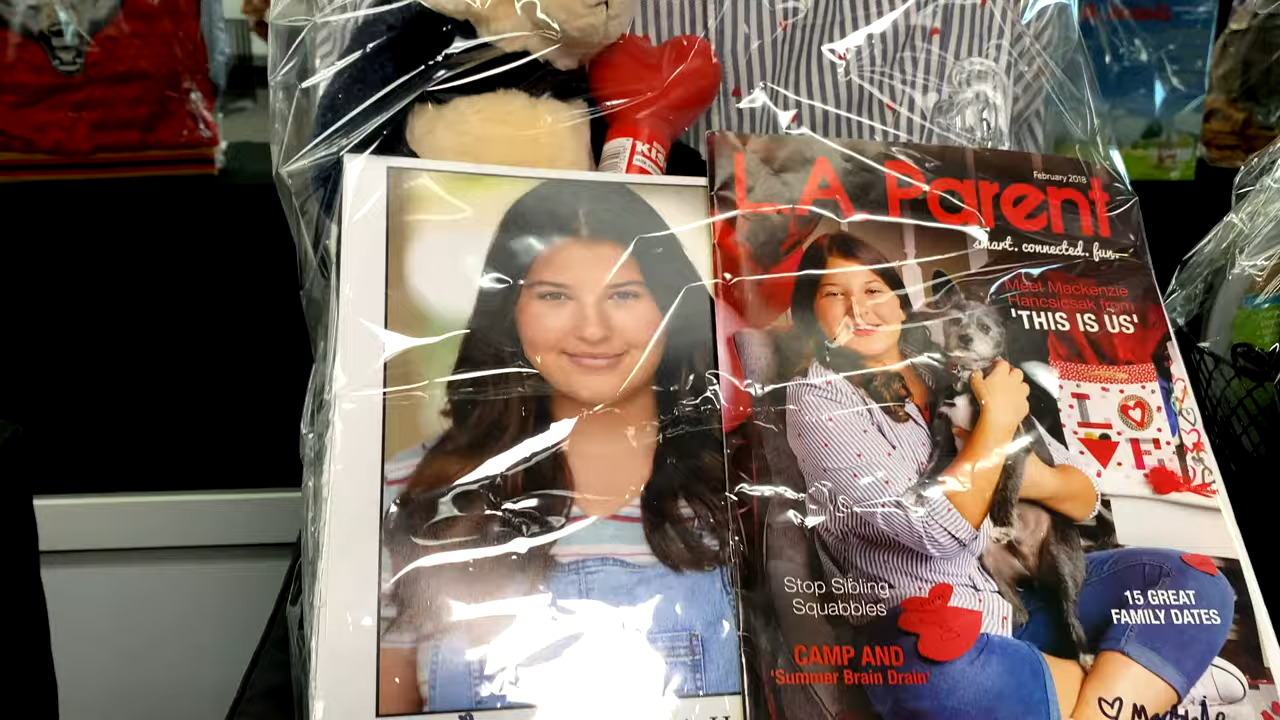 KIS
L.A. Parent
February 2018
smart. connected. fun.
Meet Mackenzie
Hancsicsak from
'THIS IS US'
Stop Sibling
Squabbles
CAMP AND
'Summer Brain Drain'
15 GREAT
FAMILY DATES